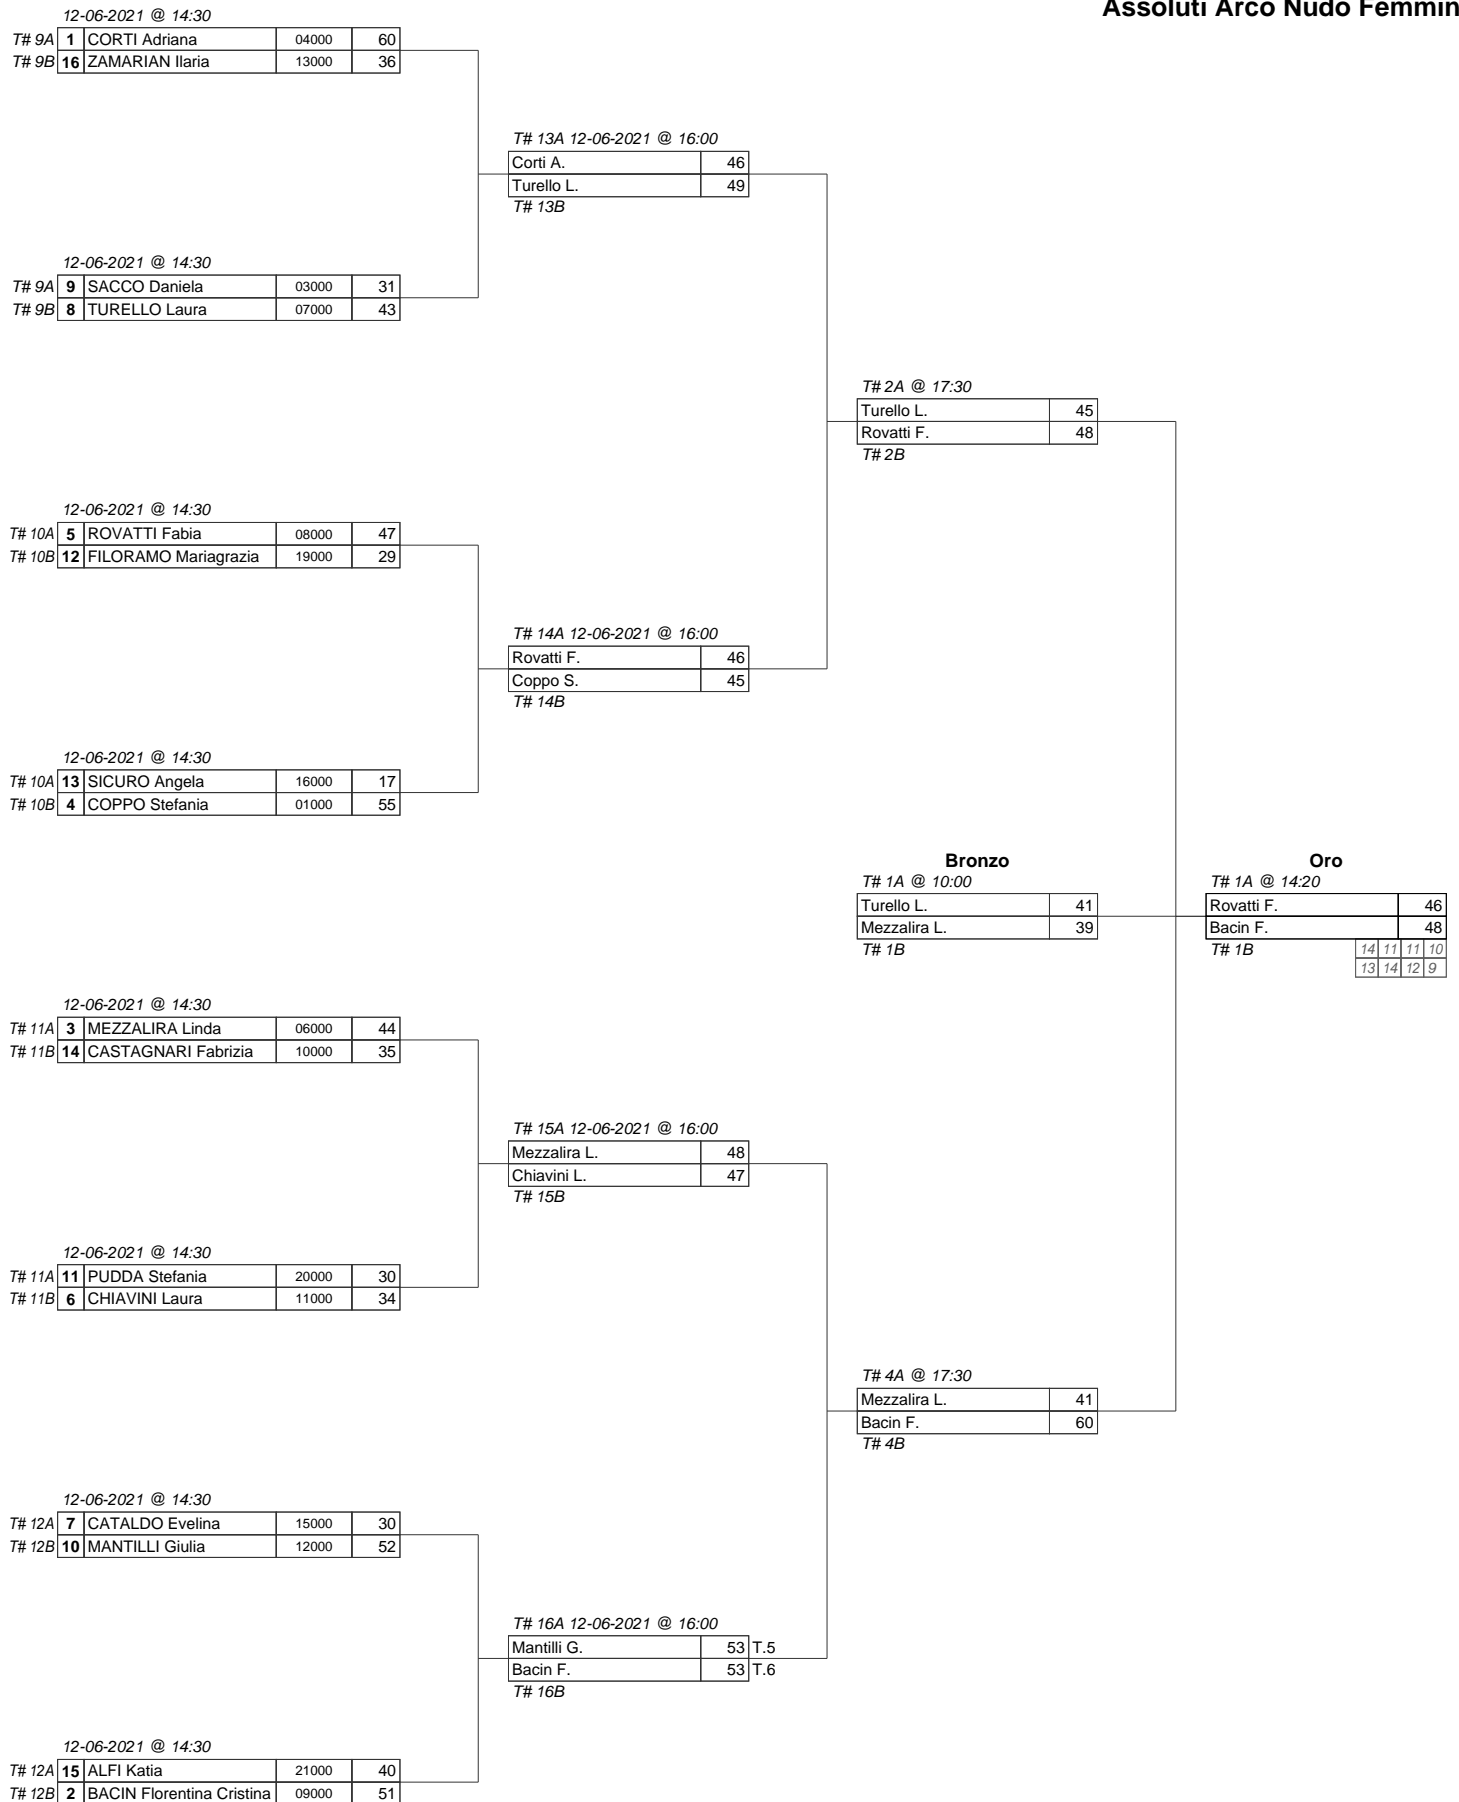 Assoluti Arco Nudo Femmin
12-06-2021 @ 14:30
T# 9A 1 CORTI Adriana 04000 60
T# 9B 16 ZAMARIAN Ilaria 13000 36
T# 13A 12-06-2021 @ 16:00
Corti A. 46
Turello L. 49
T# 13B
12-06-2021 @ 14:30
T# 9A 9 SACCO Daniela 03000 31
T# 9B 8 TURELLO Laura 07000 43
T# 2A @ 17:30
Turello L. 45
Rovatti F. 48
T# 2B
12-06-2021 @ 14:30
T# 10A 5 ROVATTI Fabia 08000 47
T# 10B 12 FILORAMO Mariagrazia 19000 29
T# 14A 12-06-2021 @ 16:00
Rovatti F. 46
Coppo S. 45
T# 14B
12-06-2021 @ 14:30
T# 10A 13 SICURO Angela 16000 17
T# 10B 4 COPPO Stefania 01000 55
Bronzo Oro
T# 1A @ 10:00 T# 1A @ 14:20
Turello L. 41 Rovatti F. 46
Mezzalira L. 39 Bacin F. 48
T# 1B T# 1B 14 11 11 10
13 14 12 9
12-06-2021 @ 14:30
T# 11A 3 MEZZALIRA Linda 06000 44
T# 11B 14 CASTAGNARI Fabrizia 10000 35
T# 15A 12-06-2021 @ 16:00
Mezzalira L. 48
Chiavini L. 47
T# 15B
12-06-2021 @ 14:30
T# 11A 11 PUDDA Stefania 20000 30
T# 11B 6 CHIAVINI Laura 11000 34
T# 4A @ 17:30
Mezzalira L. 41
Bacin F. 60
T# 4B
12-06-2021 @ 14:30
T# 12A 7 CATALDO Evelina 15000 30
T# 12B 10 MANTILLI Giulia 12000 52
T# 16A 12-06-2021 @ 16:00
Mantilli G. 53 T.5
Bacin F. 53 T.6
T# 16B
12-06-2021 @ 14:30
T# 12A 15 ALFI Katia 21000 40
T# 12B 2 BACIN Florentina Cristina 09000 51